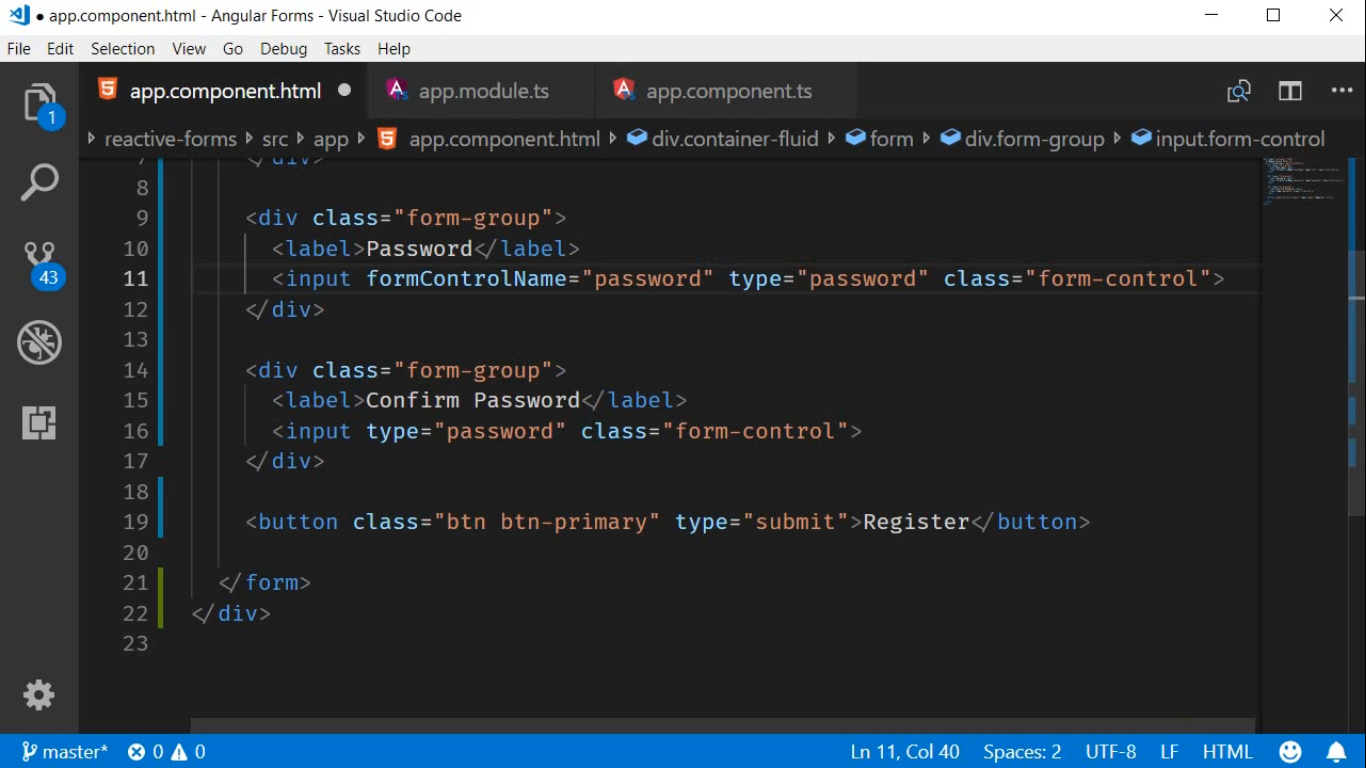 ● app.component.html - Angular Forms - Visual Studio Code
File Edit Selection View Go Debug Tasks Help
app.component.html ● app.module.ts app.component.ts
reactive-forms src app app.component.html div.container-fluid form div.form-group input.form-control
1
43
7 </div>
8
9 <div class="form-group">
10 <label>Password</label>
11 <input formControlName="password" type="password" class="form-control">
12 </div>
13
14 <div class="form-group">
15 <label>Confirm Password</label>
16 <input type="password" class="form-control">
17 </div>
18
19 <button class="btn btn-primary" type="submit">Register</button>
20
21 </form>
22 </div>
23
master* 0 0 Ln 11, Col 40 Spaces: 2 UTF-8 LF HTML